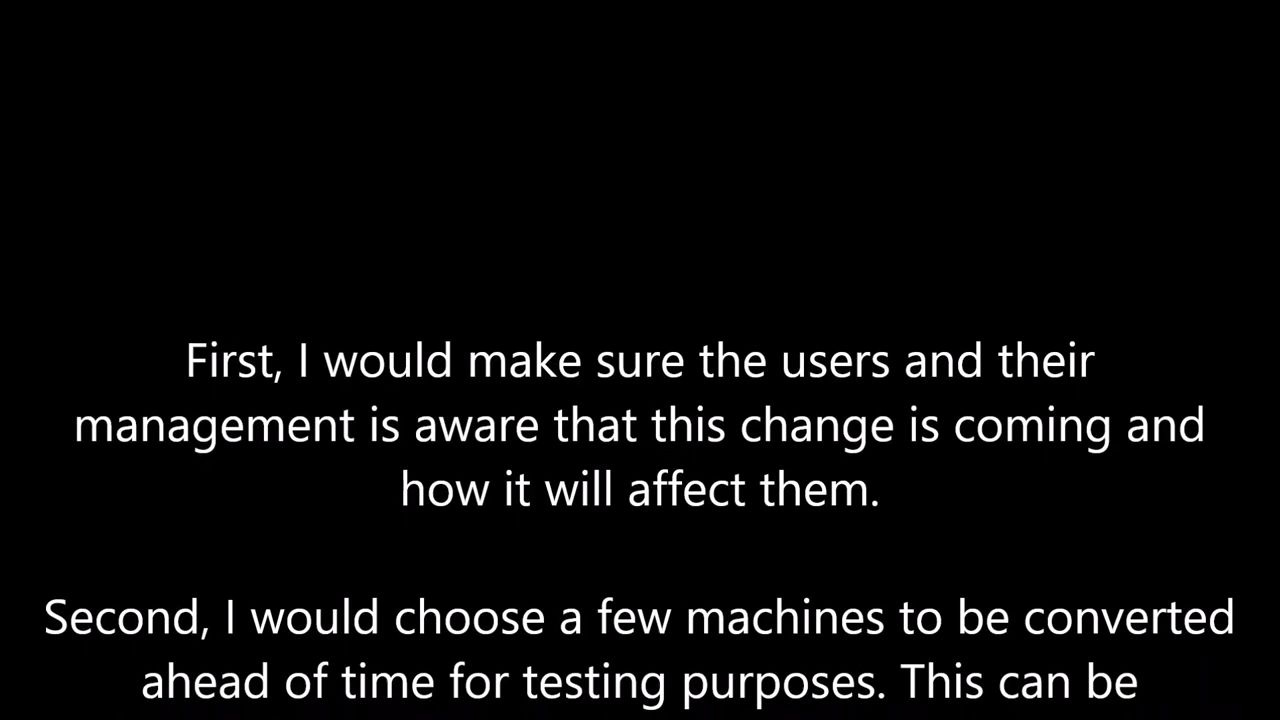 First, I would make sure the users and their
management is aware that this change is coming and
how it will affect them.
Second, I would choose a few machines to be converted
ahead of time for testing purposes. This can be